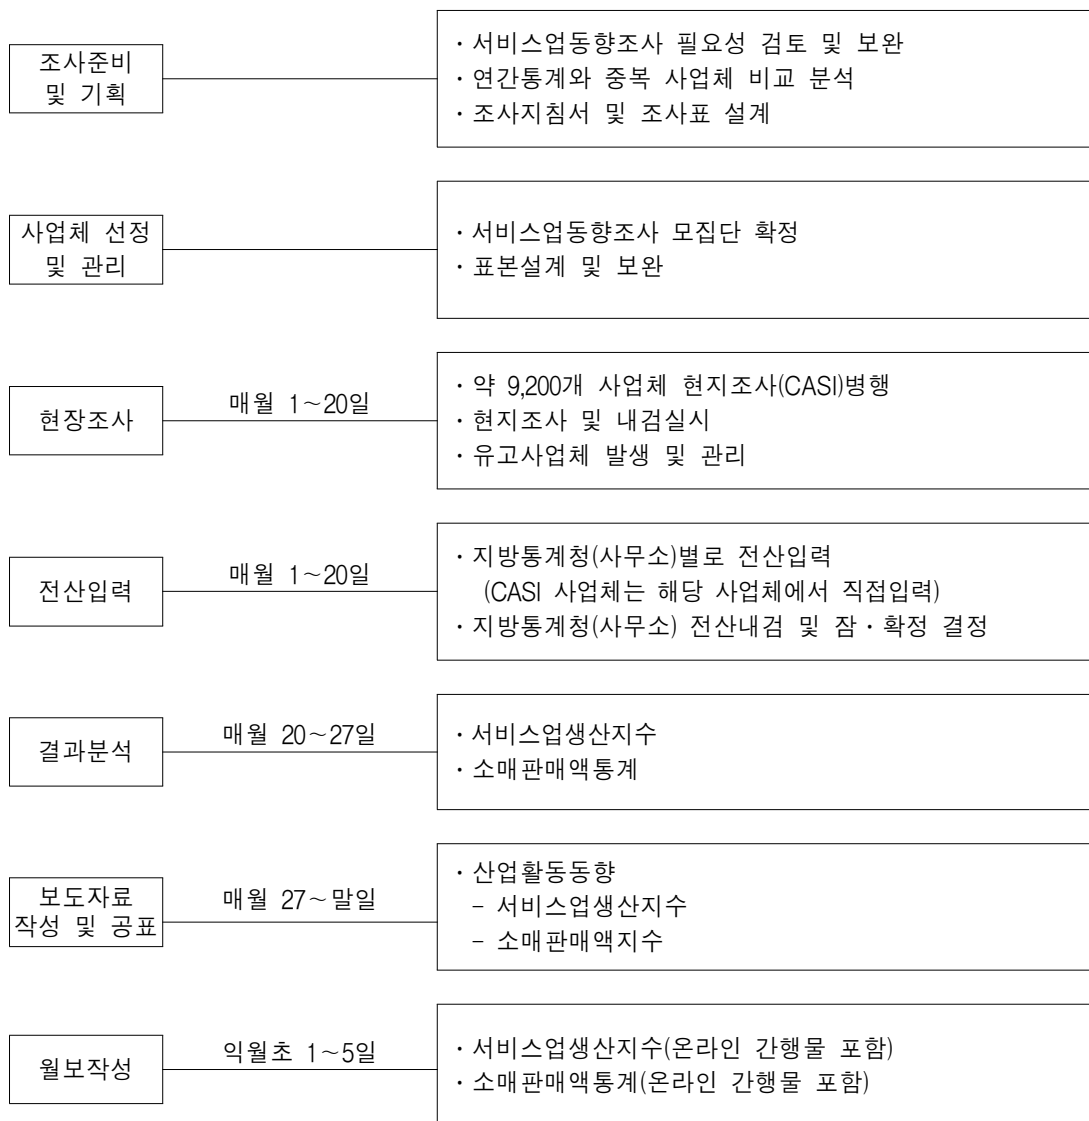 조사준비
및 기획
· 서비스업동향조사 필요성 검토 및 보완
· 연간통계와 중복 사업체 비교 분석
· 조사지침서 및 조사표 설계
사업체 선정
및 관리
· 서비스업동향조사 모집단 확정
· 표본설계 및 보완
현장조사
매월 1~20일
· 약 9,200개 사업체 현지조사(CASI)병행
· 현지조사 및 내검실시
· 유고사업체 발생 및 관리
전산입력
매월 1~20일
· 지방통계청(사무소)별로 전산입력
(CASI 사업체는 해당 사업체에서 직접입력)
· 지방통계청(사무소) 전산내검 및 잠·확정 결정
결과분석
매월 20~27일
· 서비스업생산지수
· 소매판매액통계
보도자료
작성 및 공표
매월 27~말일
· 산업활동동향
- 서비스업생산지수
- 소매판매액지수
월보작성
익월초 1~5일
· 서비스업생산지수(온라인 간행물 포함)
· 소매판매액통계(온라인 간행물 포함)